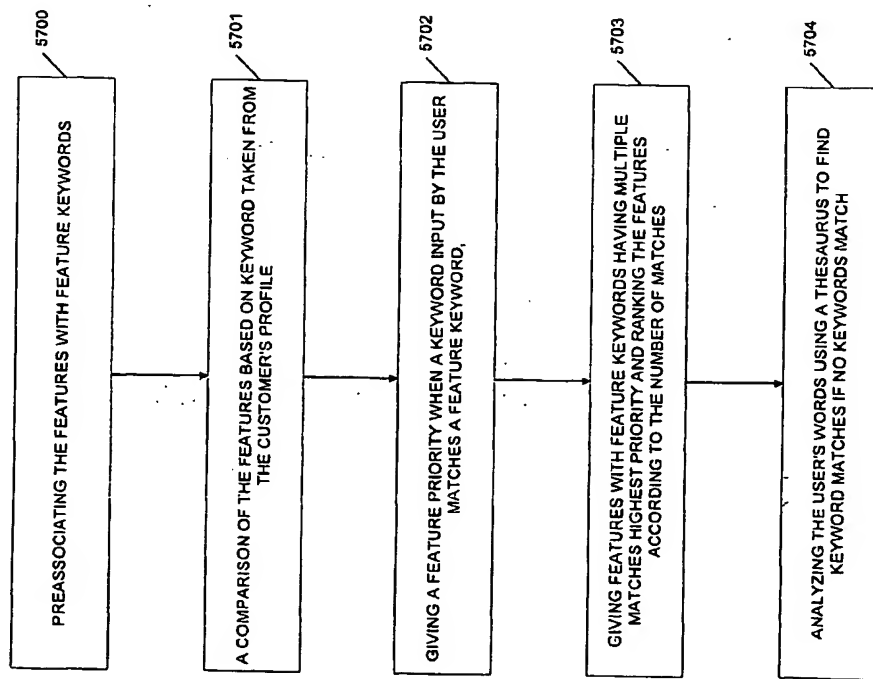 5700
PREASSOCIATING THE FEATURES WITH FEATURE KEYWORDS
5701
A COMPARISON OF THE FEATURES BASED ON KEYWORD TAKEN FROM
THE CUSTOMER'S PROFILE
5702
GIVING A FEATURE PRIORITY WHEN A KEYWORD INPUT BY THE USER
MATCHES A FEATURE KEYWORD,
5703
GIVING FEATURES WITH FEATURE KEYWORDS HAVING MULTIPLE
MATCHES HIGHEST PRIORITY AND RANKING THE FEATURES
ACCORDING TO THE NUMBER OF MATCHES
5704
ANALYZING THE USER'S WORDS USING A THESAURUS TO FIND
KEYWORD MATCHES IF NO KEYWORDS MATCH